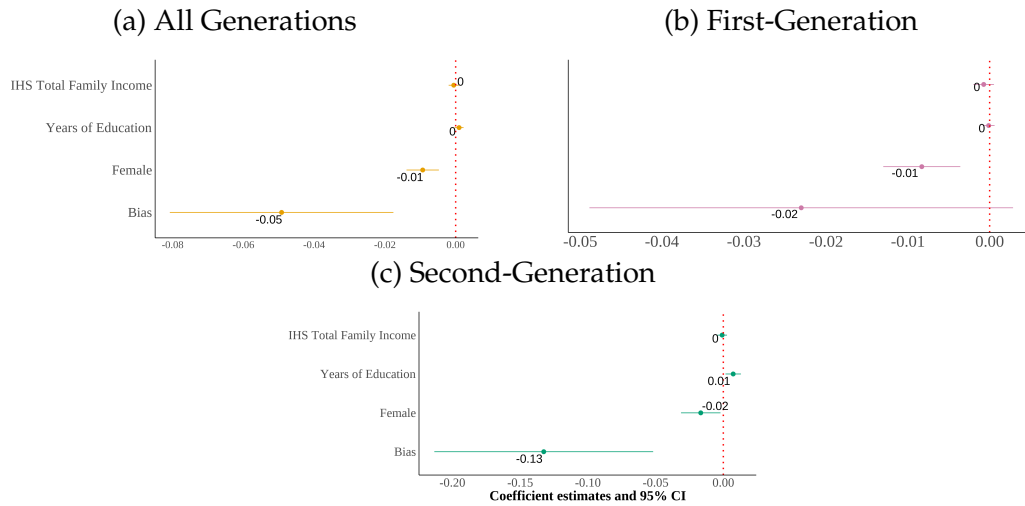 (a) All Generations
IHS Total Family Income
0
Years of Education
0
Female
-0.01
Bias
-0.05
-0.08 -0.06 -0.04 -0.02 0.00
(b) First-Generation
0
0
-0.01
-0.02
-0.05 -0.04 -0.03 -0.02 -0.01 0.00
(c) Second-Generation
IHS Total Family Income
0
Years of Education
0.01
Female
-0.02
Bias
-0.13
-0.20 -0.15 -0.10 -0.05 0.00
Coefficient estimates and 95% CI